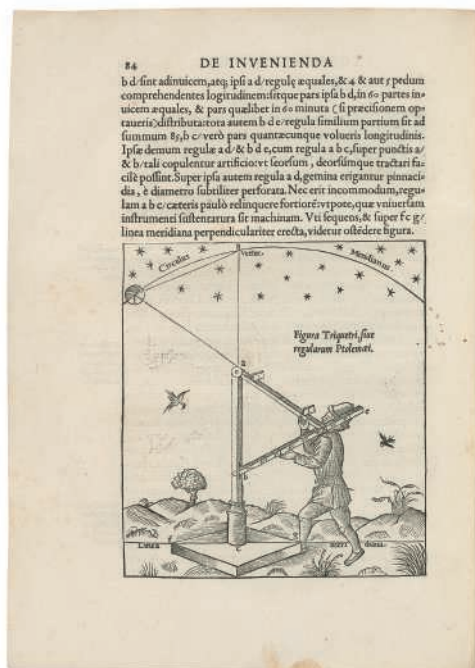 84 DE INVENIENDA
b d/sint adinuicem, atq; ipsi a d/regulę æquales, & 4 & aut 5 pedum
comprehendentes lõgitudinem: sitque pars ipsa b d, in 60 partes in-
uicem æquales, & pars quælibet in 60 minuta (si præcisionem op-
taueris) distributa: tota autem b d e/regula similium partium sit ad
summum 85, b c/verò pars quantæcunque volueris longitudinis.
Ipsæ demum regulæ a d/& b d e, cum regula a b c, super punctis a/
& b/tali copulentur artificio: vt seorsum, deorsúmque tractari fa-
cilè possint. Super ipsa autem regula a d, gemina erigantur pinnaci-
dia, è diametro subtiliter perforata. Nec erit incommodum, regu-
lam a b c/cæteris paulò relinquere fortiorẽ: vtpote, quæ vniuersam
instrumenti sustentatura sit machinam. Vti sequens, & super f c g/
linea meridiana perpendiculariter erecta, videtur ostẽdere figura.
Circulus vertex. Meridianus.
Figura Triquetri, siue
regularum Ptolemæi.
Linea meri diana.